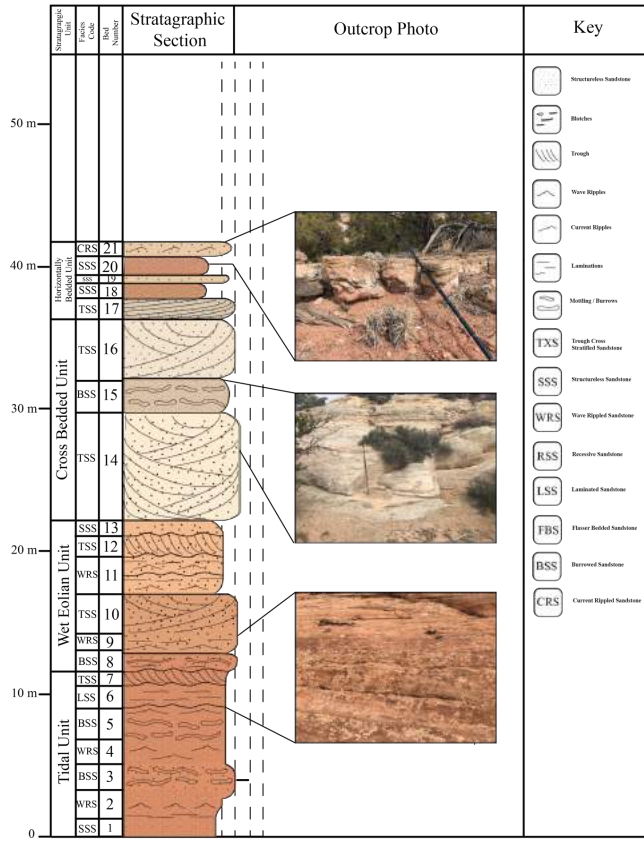 Stratagrapgic
Unit
Facies
Code
Bed
Number
Stratagraphic
Section
Outcrop Photo
Key
50 m
40 m
30 m
20 m
10 m
0
Horizontally
Bedded Unit
Cross Bedded Unit
Wet Eolian Unit
Tidal Unit
CRS 21
SSS 20
SSS 19
SSS 18
TSS 17
TSS 16
BSS 15
TSS 14
SSS 13
TSS 12
WRS 11
TSS 10
WRS 9
BSS 8
TSS 7
LSS 6
BSS 5
WRS 4
BSS 3
WRS 2
SSS 1
Structureless Sandstone
Blotches
Trough
Wave Ripples
Current Ripples
Laminations
Mottling / Burrows
TXS Trough Cross
Stratified Sandstone
SSS Structureless Sandstone
WRS Wave Rippled Sandstone
RSS Recessive Sandstone
LSS Laminated Sandstone
FBS Flasser Bedded Sandstone
BSS Burrowed Sandstone
CRS Current Rippled Sandstone